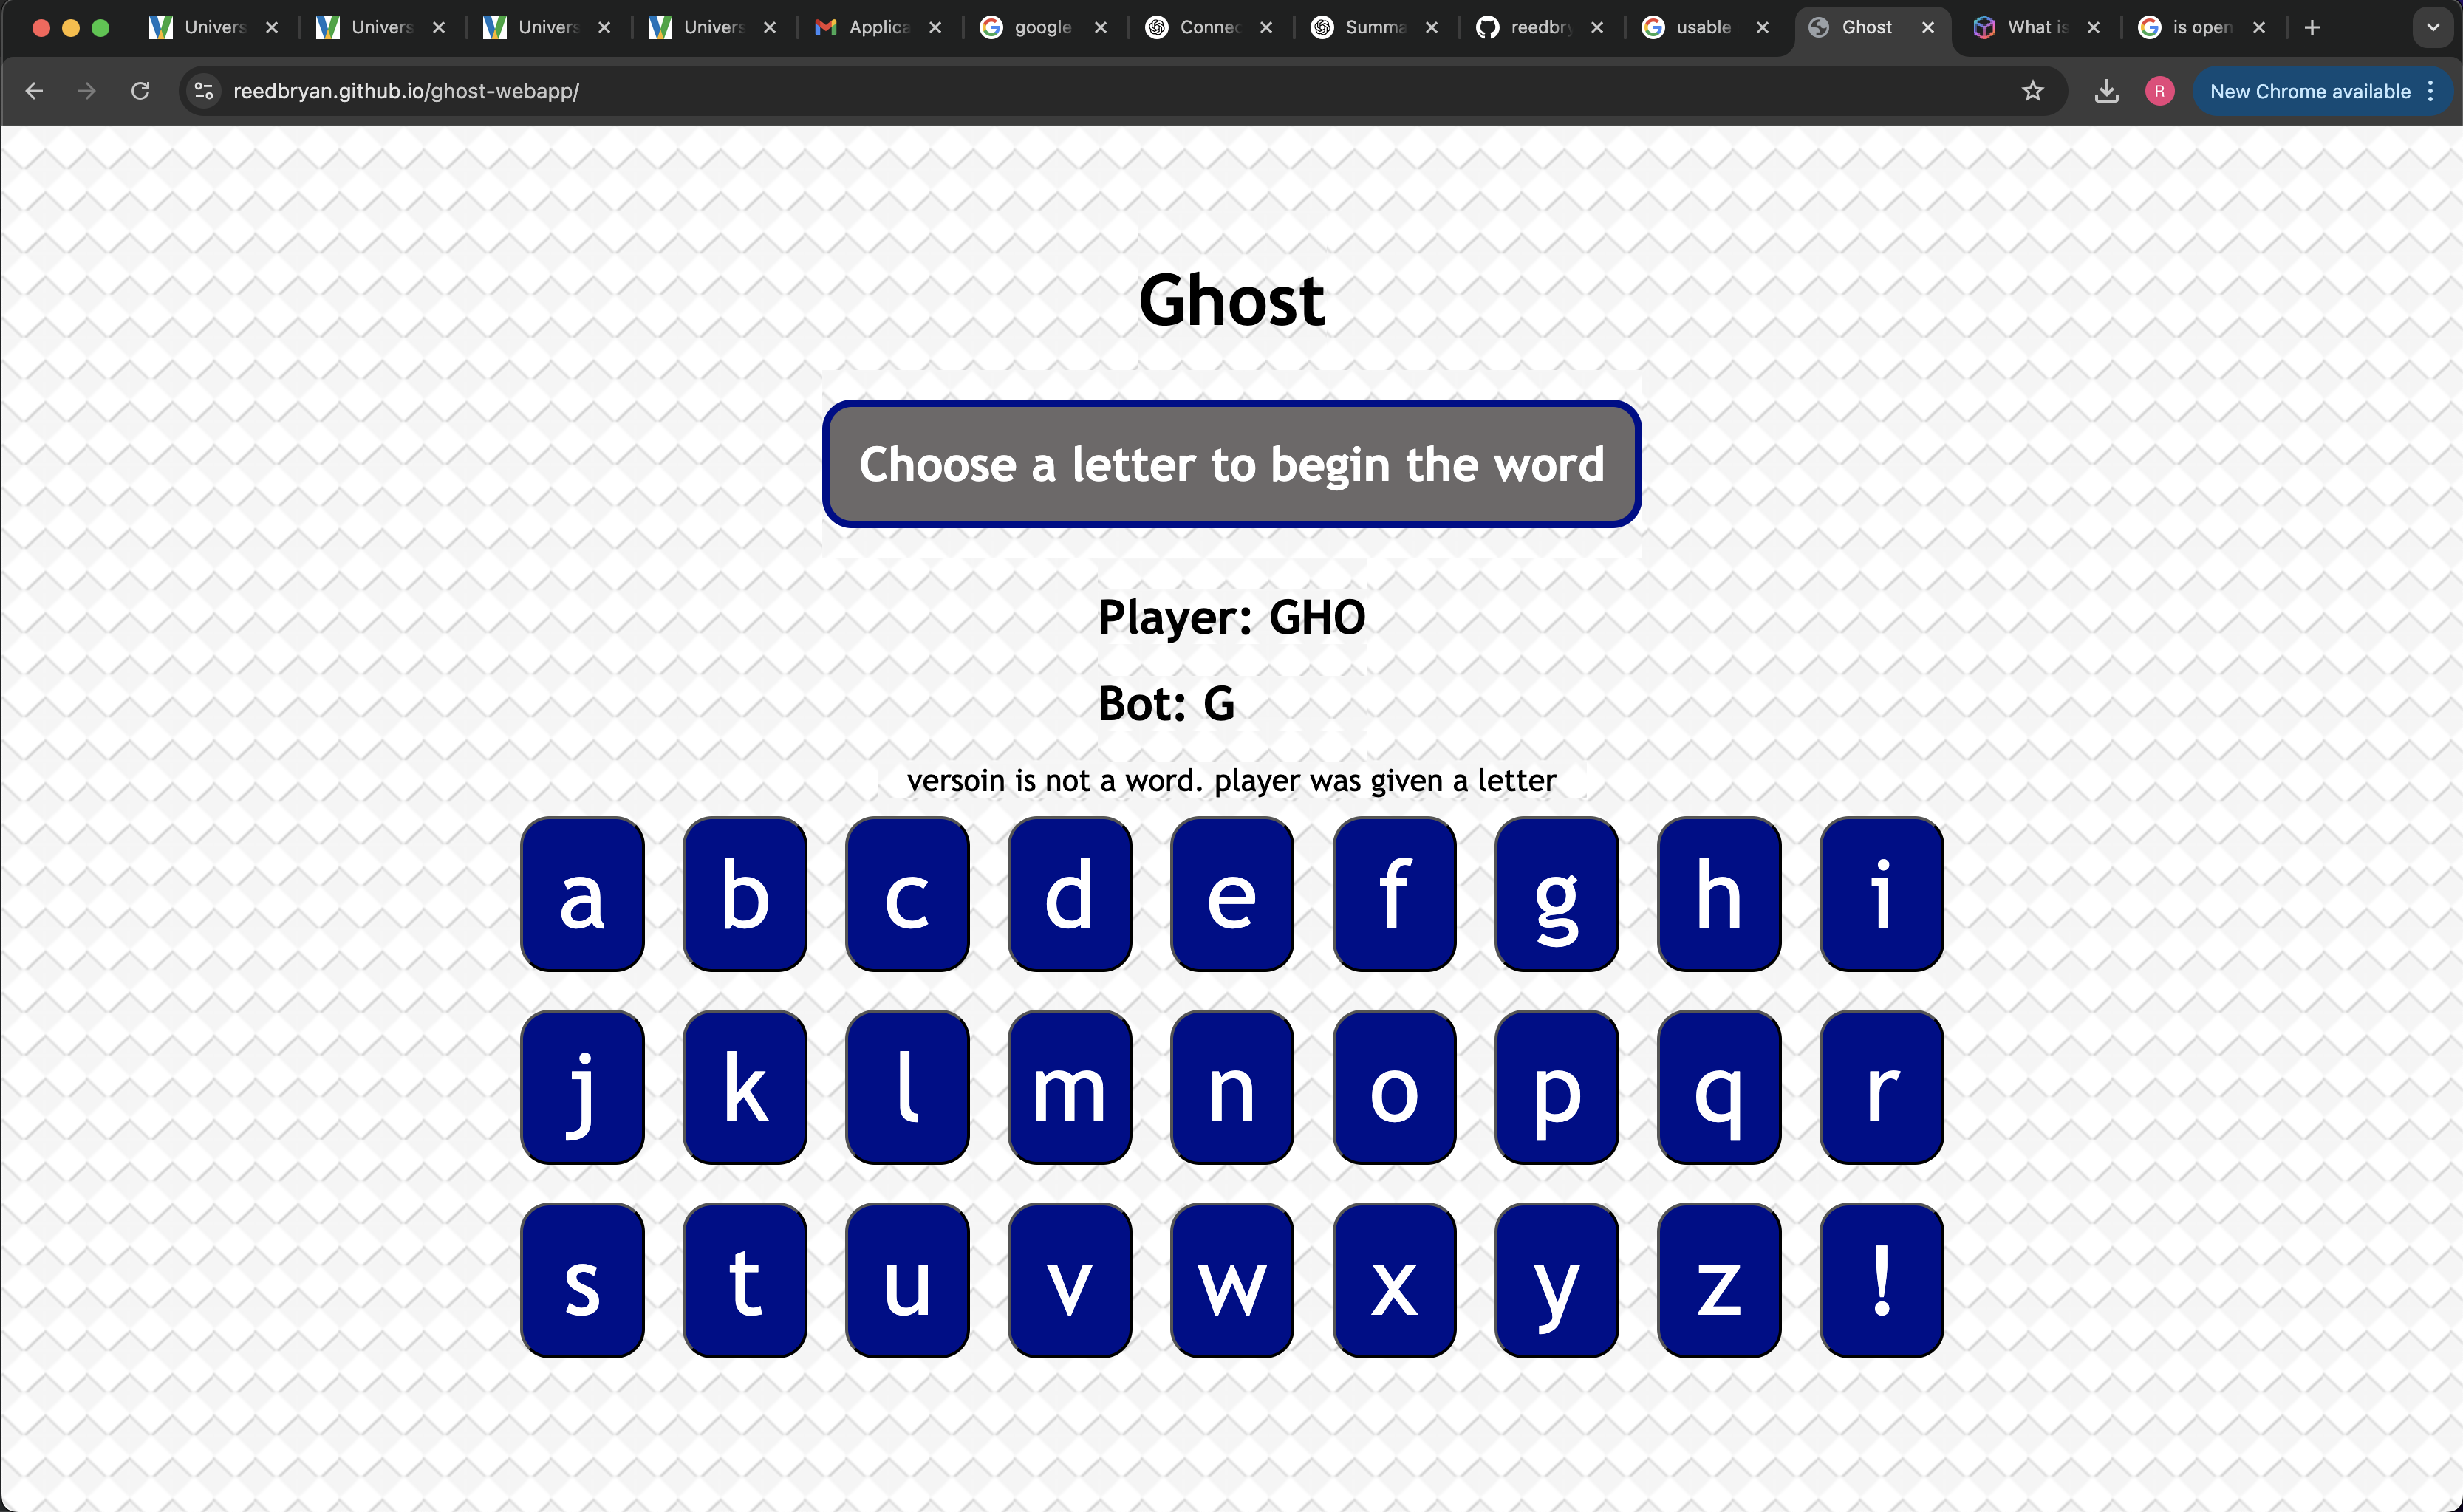 Univers Univers Univers Univers Applica google Connec Summa reedbry usable Ghost What is is open
reedbryan.github.io/ghost-webapp/ R New Chrome available
Ghost
Choose a letter to begin the word
Player: GHO
Bot: G
versoin is not a word. player was given a letter
a b c d e f g h i
j k l m n o p q r
s t u v w x y z !